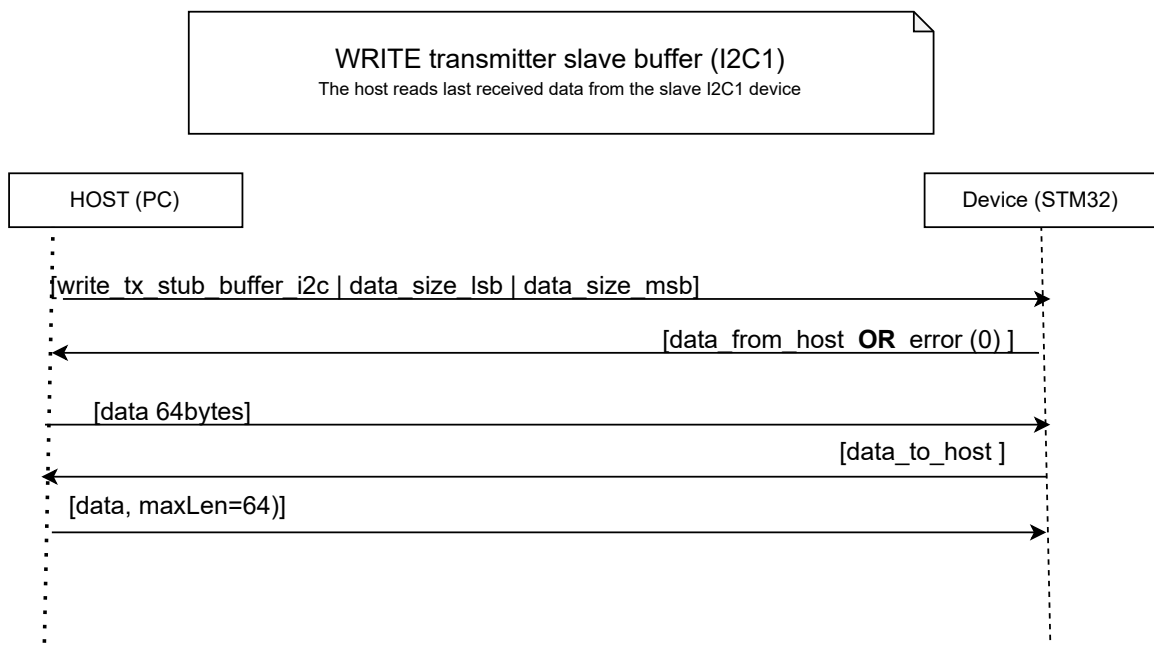 WRITE transmitter slave buffer (I2C1)
The host reads last received data from the slave I2C1 device
HOST (PC)
Device (STM32)
[write_tx_stub_buffer_i2c | data_size_lsb | data_size_msb]
[data_from_host OR error (0) ]
[data 64bytes]
[data_to_host ]
[data, maxLen=64)]